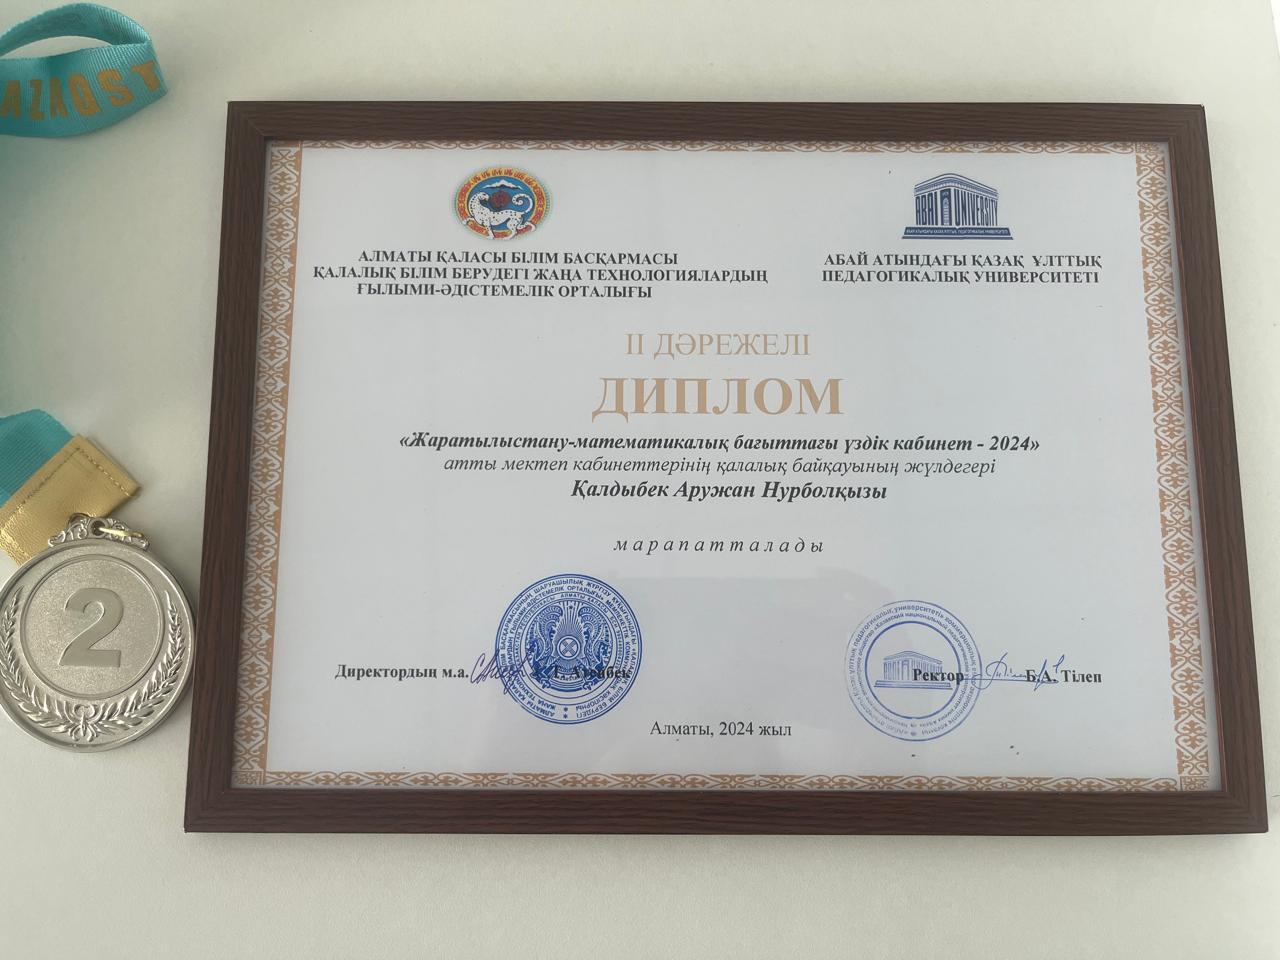 АЛМАТЫ ҚАЛАСЫ БІЛІМ БАСҚАРМАСЫ
ҚАЛАЛЫҚ БІЛІМ БЕРУДЕГІ ЖАҢА ТЕХНОЛОГИЯЛАРДЫҢ
ҒЫЛЫМИ-ӘДІСТЕМЕЛІК ОРТАЛЫҒЫ
ABAI UNIVERSITY
АБАЙ АТЫНДАҒЫ ҚАЗАҚ ҰЛТТЫҚ
ПЕДАГОГИКАЛЫҚ УНИВЕРСИТЕТІ
ІІ ДӘРЕЖЕЛІ
ДИПЛОМ
«Жаратылыстану-математикалық бағыттағы үздік кабинет - 2024»
атты мектеп кабинеттерінің қалалық байқауының жүлдегері
Қалдыбек Аружан Нурболқызы
марапатталады
Директордың м.а.
Ректор Б.А. Тілеп
Алматы, 2024 жыл
2